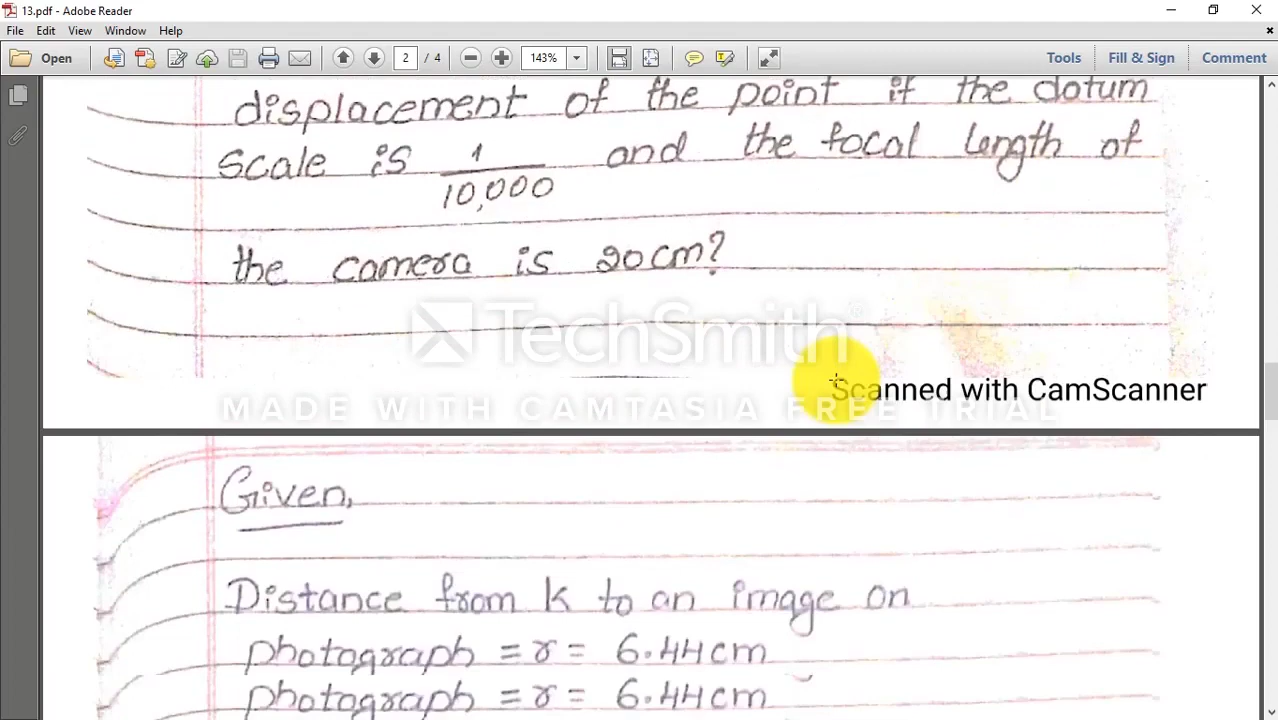 13.pdf - Adobe Reader
File Edit View Window Help
Open 2 / 4 143% Tools Fill & Sign Comment
displacement of the point if the datum
Scale is 1/10,000 and the focal length of
the camera is 20cm?
TechSmith
MADE WITH CAMTASIA FREE TRIAL
Scanned with CamScanner
Given,
Distance from k to an image on
photograph = r = 6.44cm
photograph = r = 6.44cm